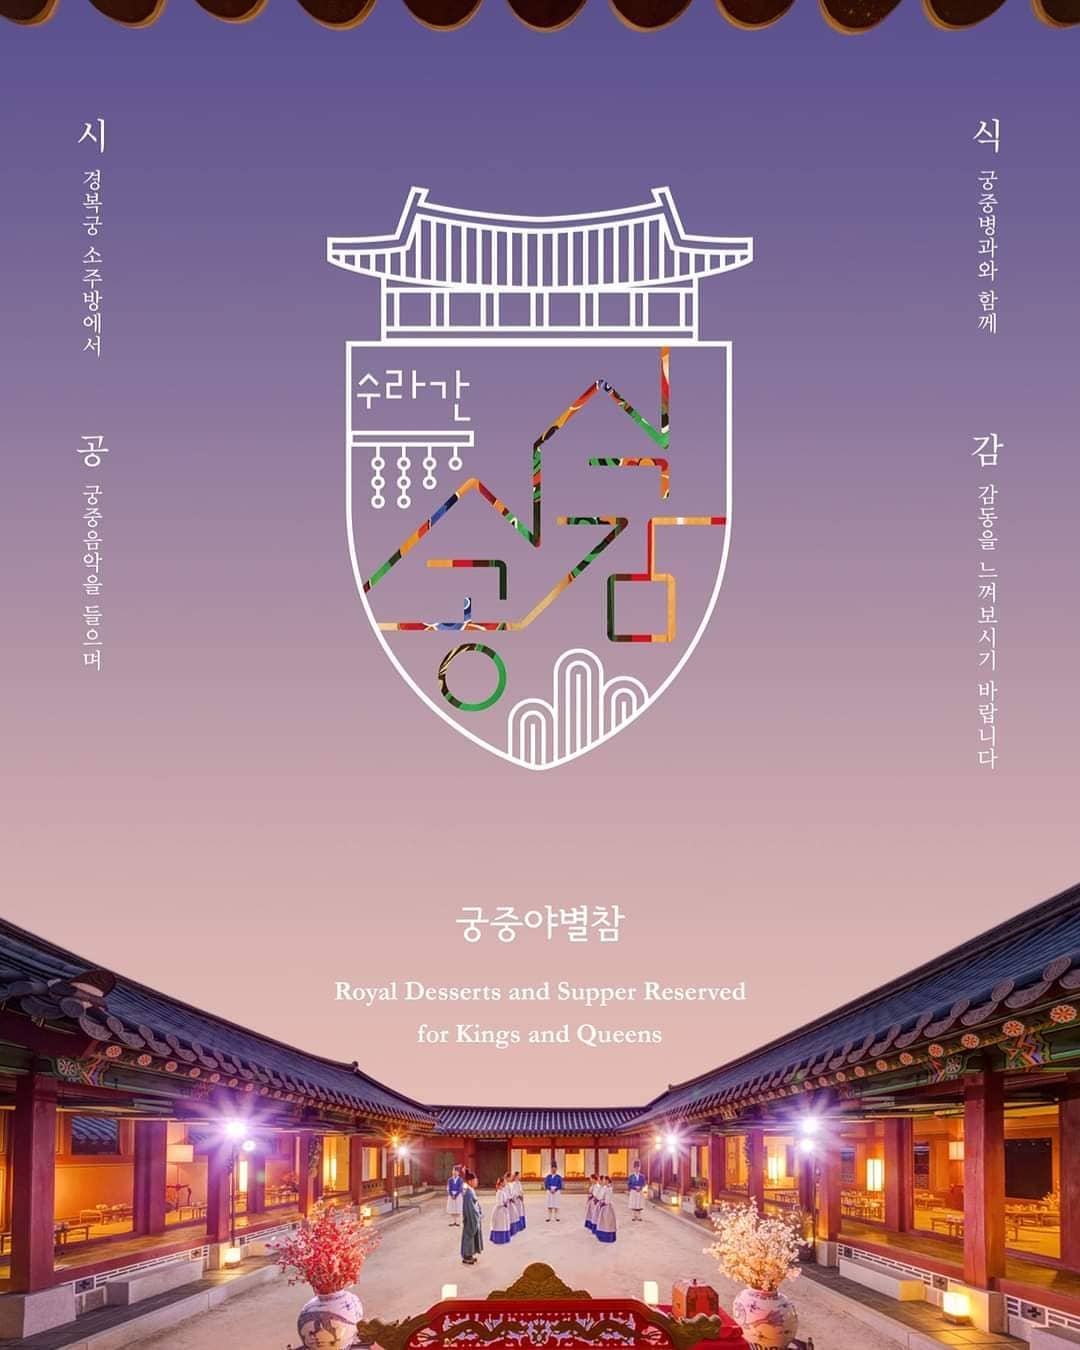 시 경복궁 소주방에서
식 궁중병과와 함께
공 궁중음악을 들으며
감 감동을 느껴보시기 바랍니다
수라간
시식공감
궁중야별참
Royal Desserts and Supper Reserved
for Kings and Queens